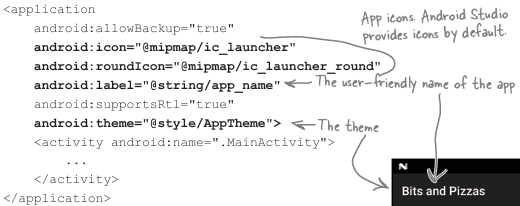 <application
android:allowBackup="true"
android:icon="@mipmap/ic_launcher"
android:roundIcon="@mipmap/ic_launcher_round"
android:label="@string/app_name"
android:supportsRtl="true"
android:theme="@style/AppTheme">
<activity android:name=".MainActivity">
...
</activity>
</application>
App icons. Android Studio
provides icons by default.
The user-friendly name of the app
The theme
Bits and Pizzas